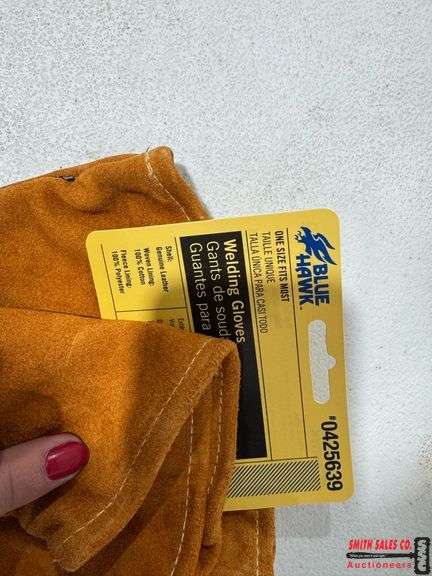 BLUE
HAWK
ONE SIZE FITS MOST
TAILLE UNIQUE
TALLA ÚNICA PARA CASI TODO
Welding Gloves
Gants de soud
Guantes para
Shell:
Genuine Leather
Woven Lining:
100% Cotton
Fleece Lining:
100% Polyester
#0425639
SMITH SALES CO.
Auctioneers